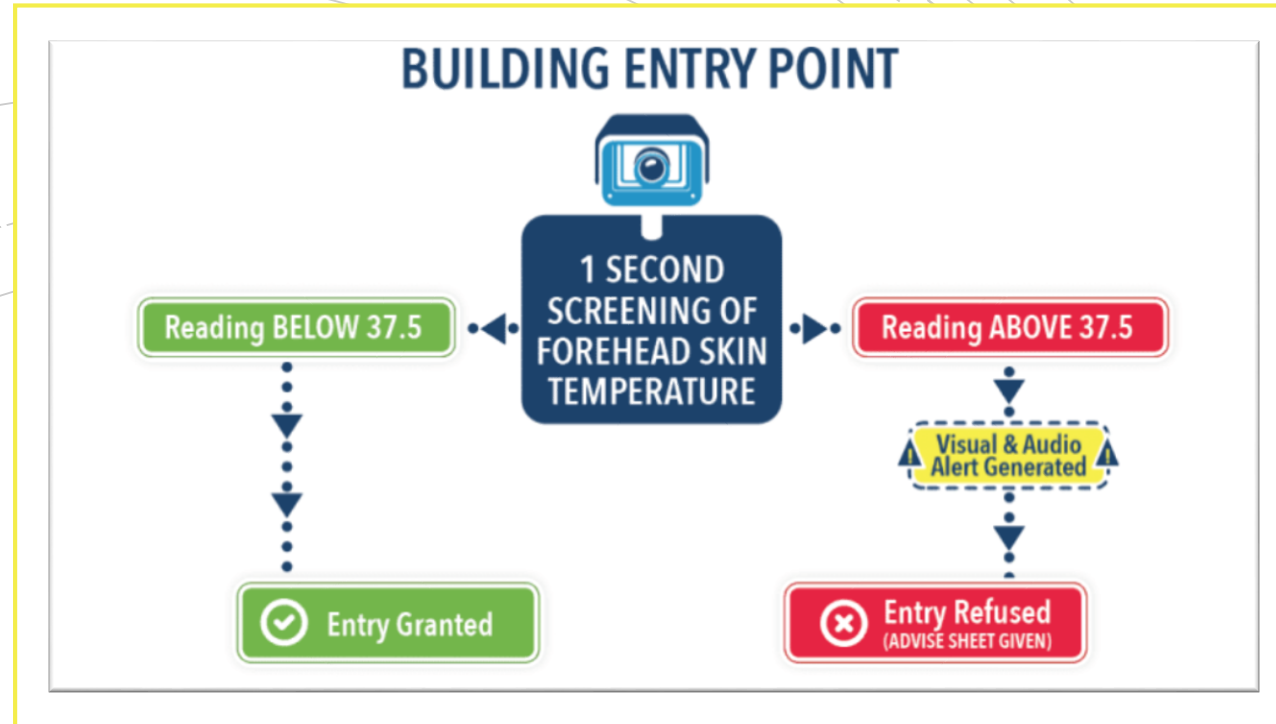 BUILDING ENTRY POINT
1 SECOND
SCREENING OF
FOREHEAD SKIN
TEMPERATURE
Reading BELOW 37.5
Reading ABOVE 37.5
Visual & Audio
Alert Generated
Entry Granted
Entry Refused
(ADVISE SHEET GIVEN)